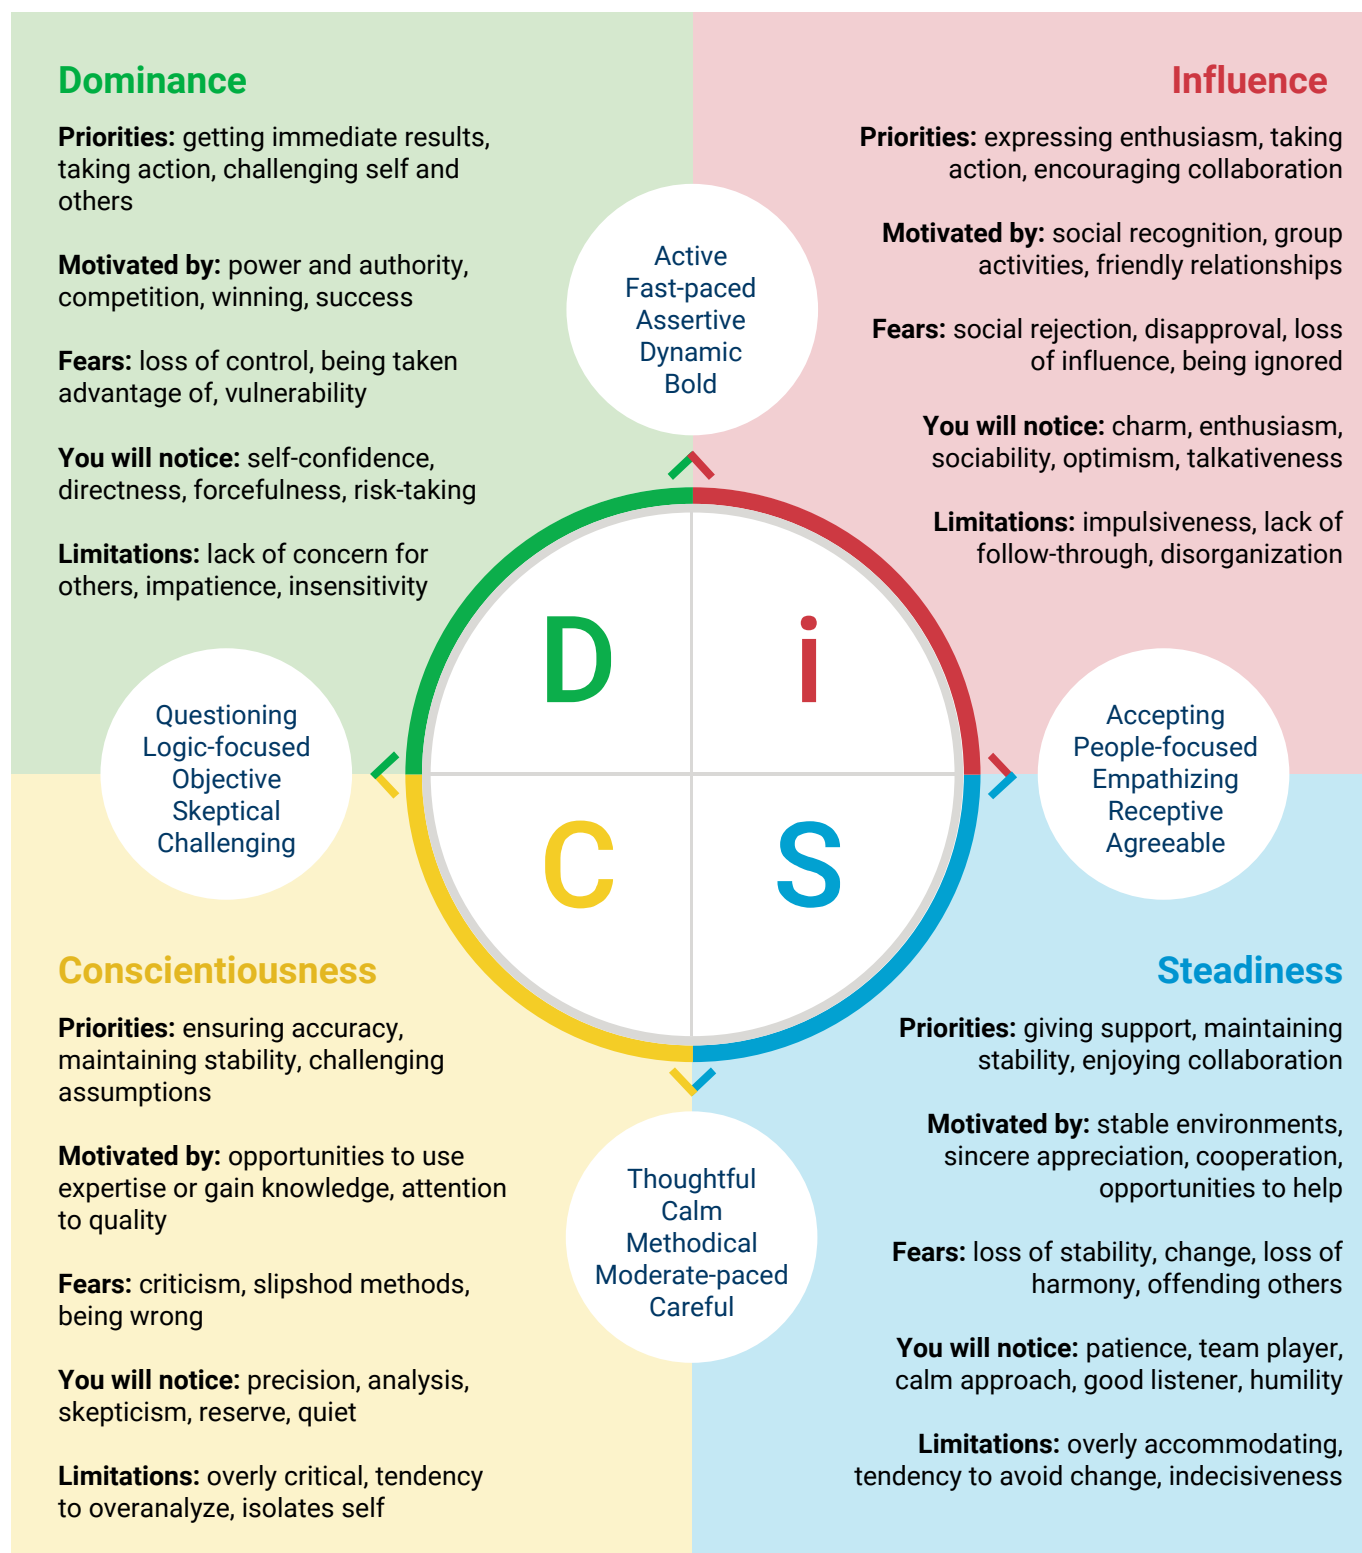 Dominance
Priorities: getting immediate results,
taking action, challenging self and
others
Motivated by: power and authority,
competition, winning, success
Fears: loss of control, being taken
advantage of, vulnerability
You will notice: self-confidence,
directness, forcefulness, risk-taking
Limitations: lack of concern for
others, impatience, insensitivity
Active
Fast-paced
Assertive
Dynamic
Bold
Influence
Priorities: expressing enthusiasm, taking
action, encouraging collaboration
Motivated by: social recognition, group
activities, friendly relationships
Fears: social rejection, disapproval, loss
of influence, being ignored
You will notice: charm, enthusiasm,
sociability, optimism, talkativeness
Limitations: impulsiveness, lack of
follow-through, disorganization
D
i
Questioning
Logic-focused
Objective
Skeptical
Challenging
Accepting
People-focused
Empathizing
Receptive
Agreeable
C
S
Conscientiousness
Priorities: ensuring accuracy,
maintaining stability, challenging
assumptions
Motivated by: opportunities to use
expertise or gain knowledge, attention
to quality
Fears: criticism, slipshod methods,
being wrong
You will notice: precision, analysis,
skepticism, reserve, quiet
Limitations: overly critical, tendency
to overanalyze, isolates self
Thoughtful
Calm
Methodical
Moderate-paced
Careful
Steadiness
Priorities: giving support, maintaining
stability, enjoying collaboration
Motivated by: stable environments,
sincere appreciation, cooperation,
opportunities to help
Fears: loss of stability, change, loss of
harmony, offending others
You will notice: patience, team player,
calm approach, good listener, humility
Limitations: overly accommodating,
tendency to avoid change, indecisiveness